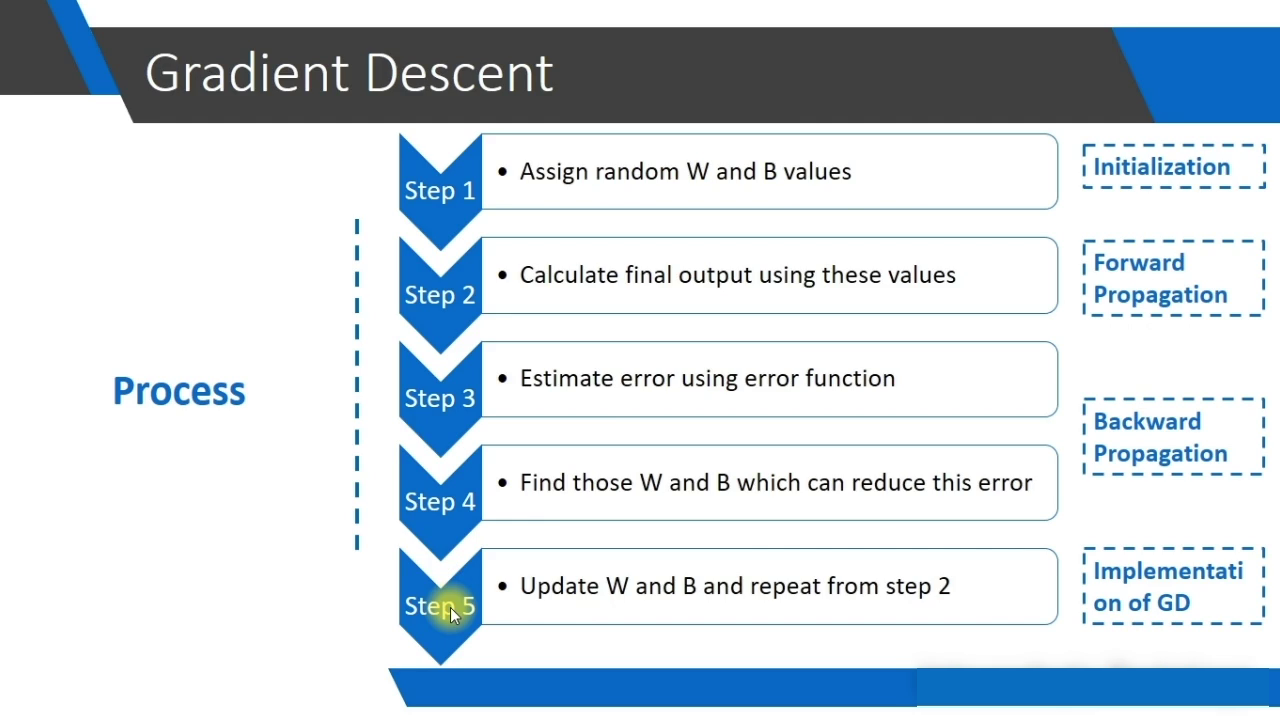 Gradient Descent
Process
Step 1
• Assign random W and B values
Initialization
Step 2
• Calculate final output using these values
Forward
Propagation
Step 3
• Estimate error using error function
Backward
Propagation
Step 4
• Find those W and B which can reduce this error
Step 5
• Update W and B and repeat from step 2
Implementati
on of GD